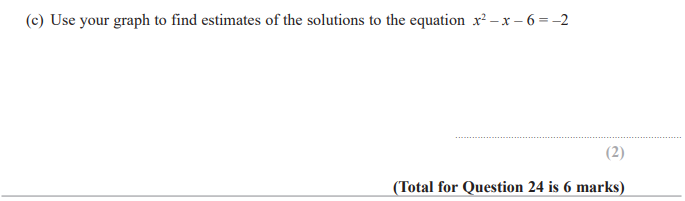 (c) Use your graph to find estimates of the solutions to the equation x² – x – 6 = –2
(2)
(Total for Question 24 is 6 marks)